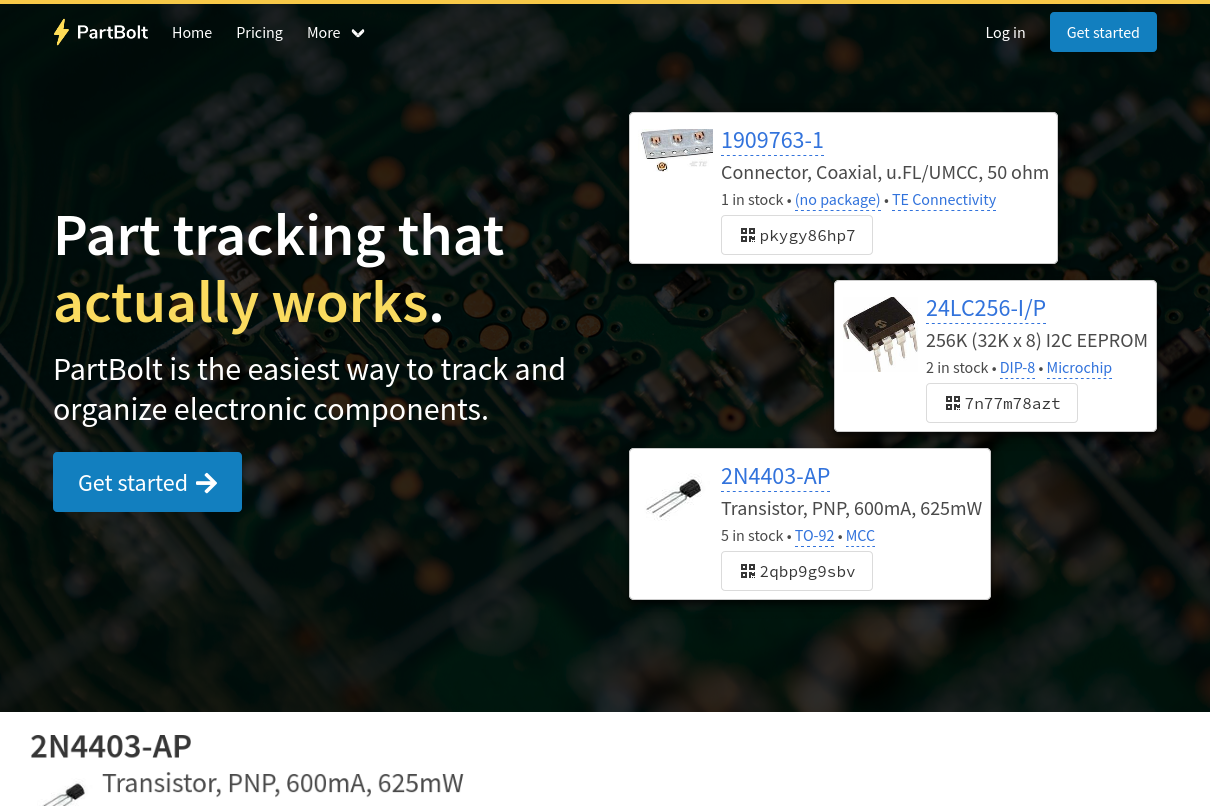 PartBolt
Home
Pricing
More
Log in
Get started
Part tracking that
actually works.
PartBolt is the easiest way to track and
organize electronic components.
Get started
1909763-1
Connector, Coaxial, u.FL/UMCC, 50 ohm
1 in stock • (no package) • TE Connectivity
pkygy86hp7
24LC256-I/P
256K (32K x 8) I2C EEPROM
2 in stock • DIP-8 • Microchip
7n77m78azt
2N4403-AP
Transistor, PNP, 600mA, 625mW
5 in stock • TO-92 • MCC
2qbp9g9sbv
2N4403-AP
Transistor, PNP, 600mA, 625mW